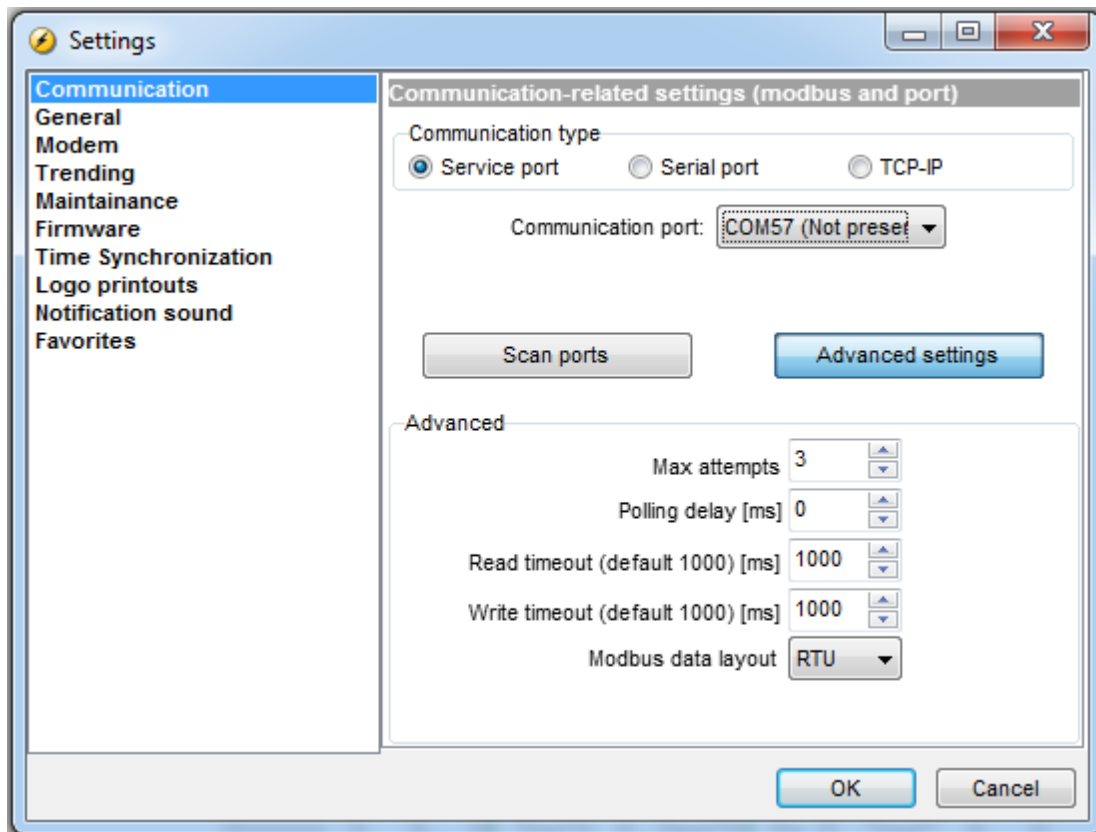 Settings
Communication
General
Modem
Trending
Maintainance
Firmware
Time Synchronization
Logo printouts
Notification sound
Favorites
Communication-related settings (modbus and port)
Communication type
Service port Serial port TCP-IP
Communication port: COM57 (Not preser
Scan ports Advanced settings
Advanced
Max attempts 3
Polling delay [ms] 0
Read timeout (default 1000) [ms] 1000
Write timeout (default 1000) [ms] 1000
Modbus data layout RTU
OK Cancel